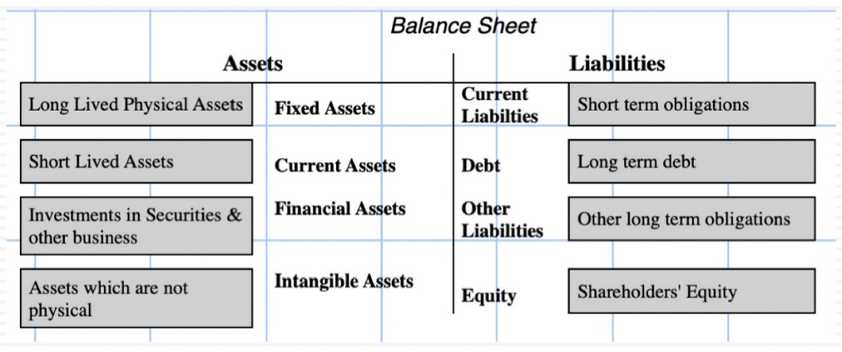 Balance Sheet
Assets
Liabilities
Long Lived Physical Assets
Fixed Assets
Current
Liabilties
Short term obligations
Short Lived Assets
Current Assets
Debt
Long term debt
Investments in Securities &
other business
Financial Assets
Other
Liabilities
Other long term obligations
Assets which are not
physical
Intangible Assets
Equity
Shareholders' Equity